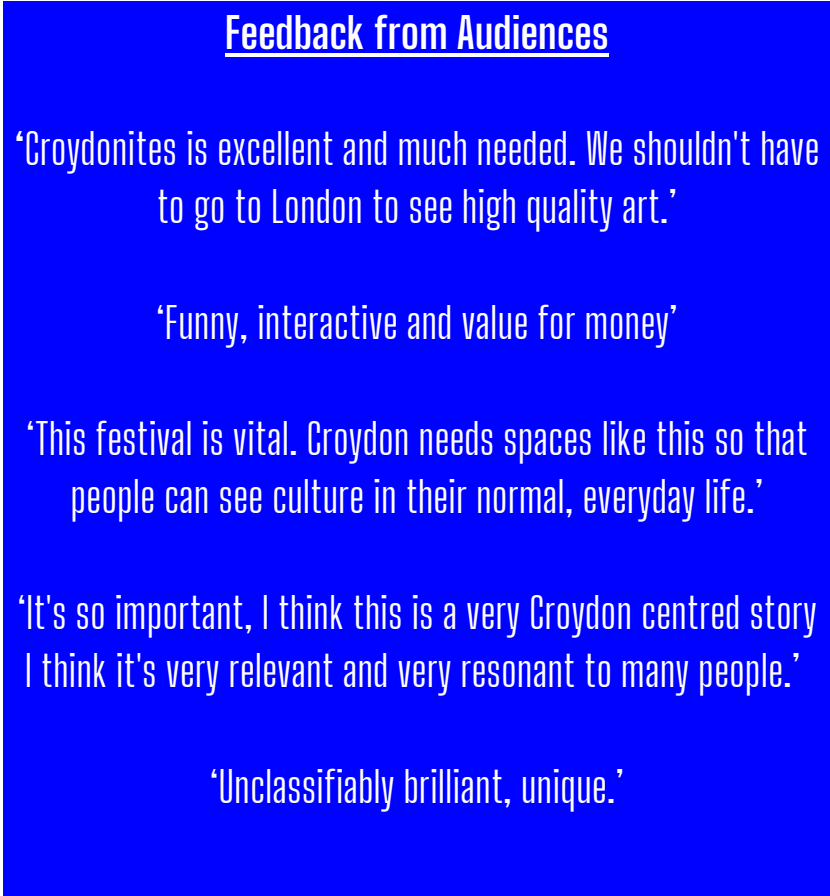 Feedback from Audiences
‘Croydonites is excellent and much needed. We shouldn't have
to go to London to see high quality art.’
‘Funny, interactive and value for money’
‘This festival is vital. Croydon needs spaces like this so that
people can see culture in their normal, everyday life.’
‘It's so important, I think this is a very Croydon centred story
I think it's very relevant and very resonant to many people.’
‘Unclassifiably brilliant, unique.’